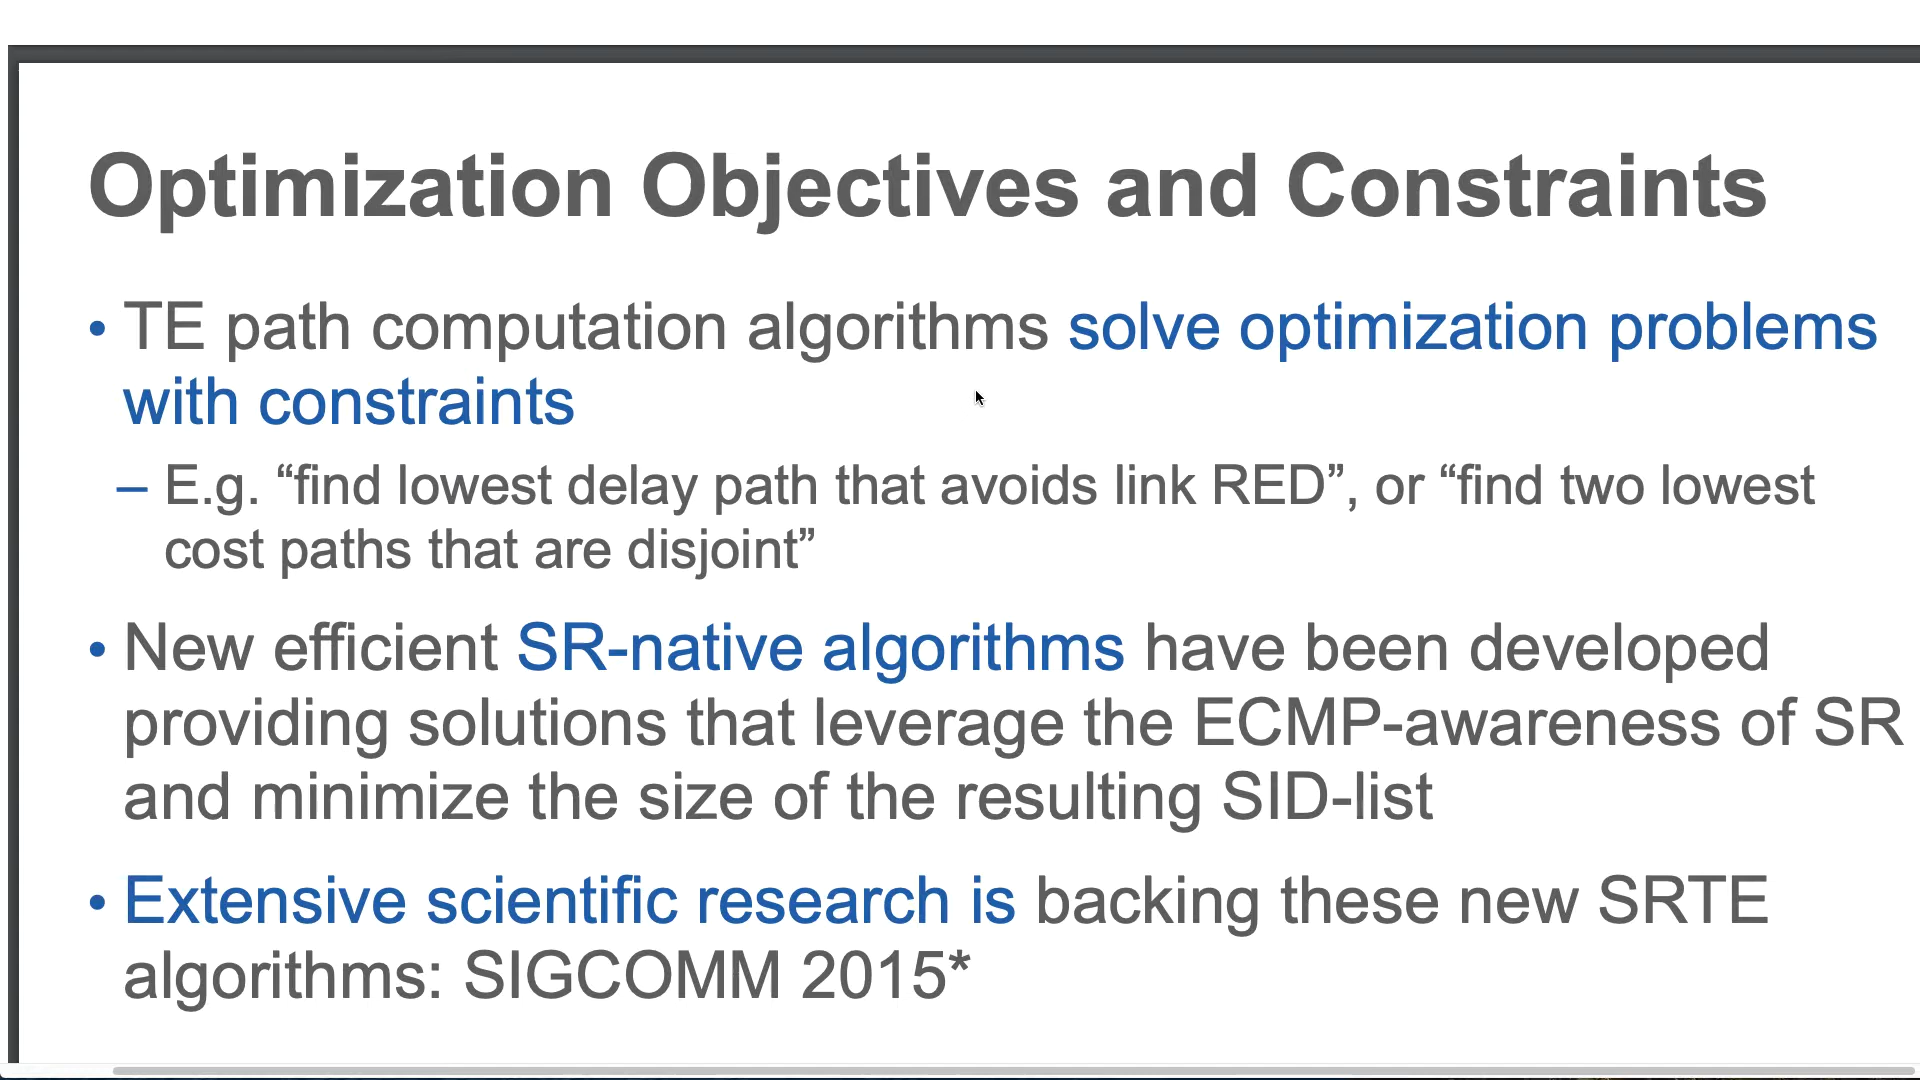 Optimization Objectives and Constraints
• TE path computation algorithms solve optimization problems
with constraints
– E.g. “find lowest delay path that avoids link RED”, or “find two lowest
cost paths that are disjoint”
• New efficient SR-native algorithms have been developed
providing solutions that leverage the ECMP-awareness of SR
and minimize the size of the resulting SID-list
• Extensive scientific research is backing these new SRTE
algorithms: SIGCOMM 2015*